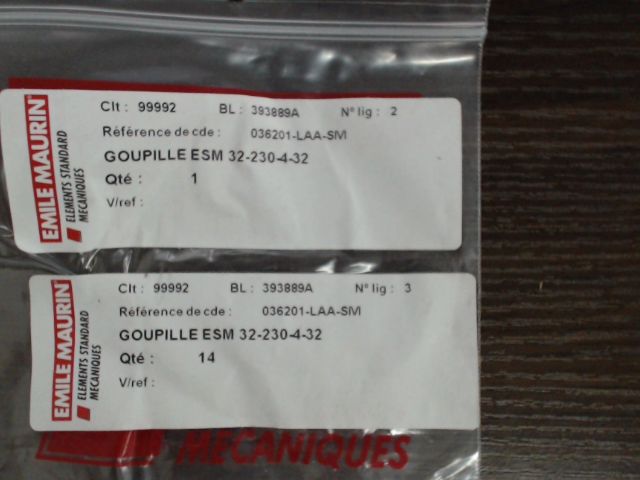 EMILE MAURIN
ELEMENTS STANDARD
MECANIQUES
Clt : 99992 BL : 393889A N° lig : 2
Référence de cde : 036201-LAA-SM
GOUPILLE ESM 32-230-4-32
Qté : 1
V/ref :
EMILE MAURIN
ELEMENTS STANDARD
MECANIQUES
Clt : 99992 BL : 393889A N° lig : 3
Référence de cde : 036201-LAA-SM
GOUPILLE ESM 32-230-4-32
Qté : 14
V/ref :
MECANIQUES